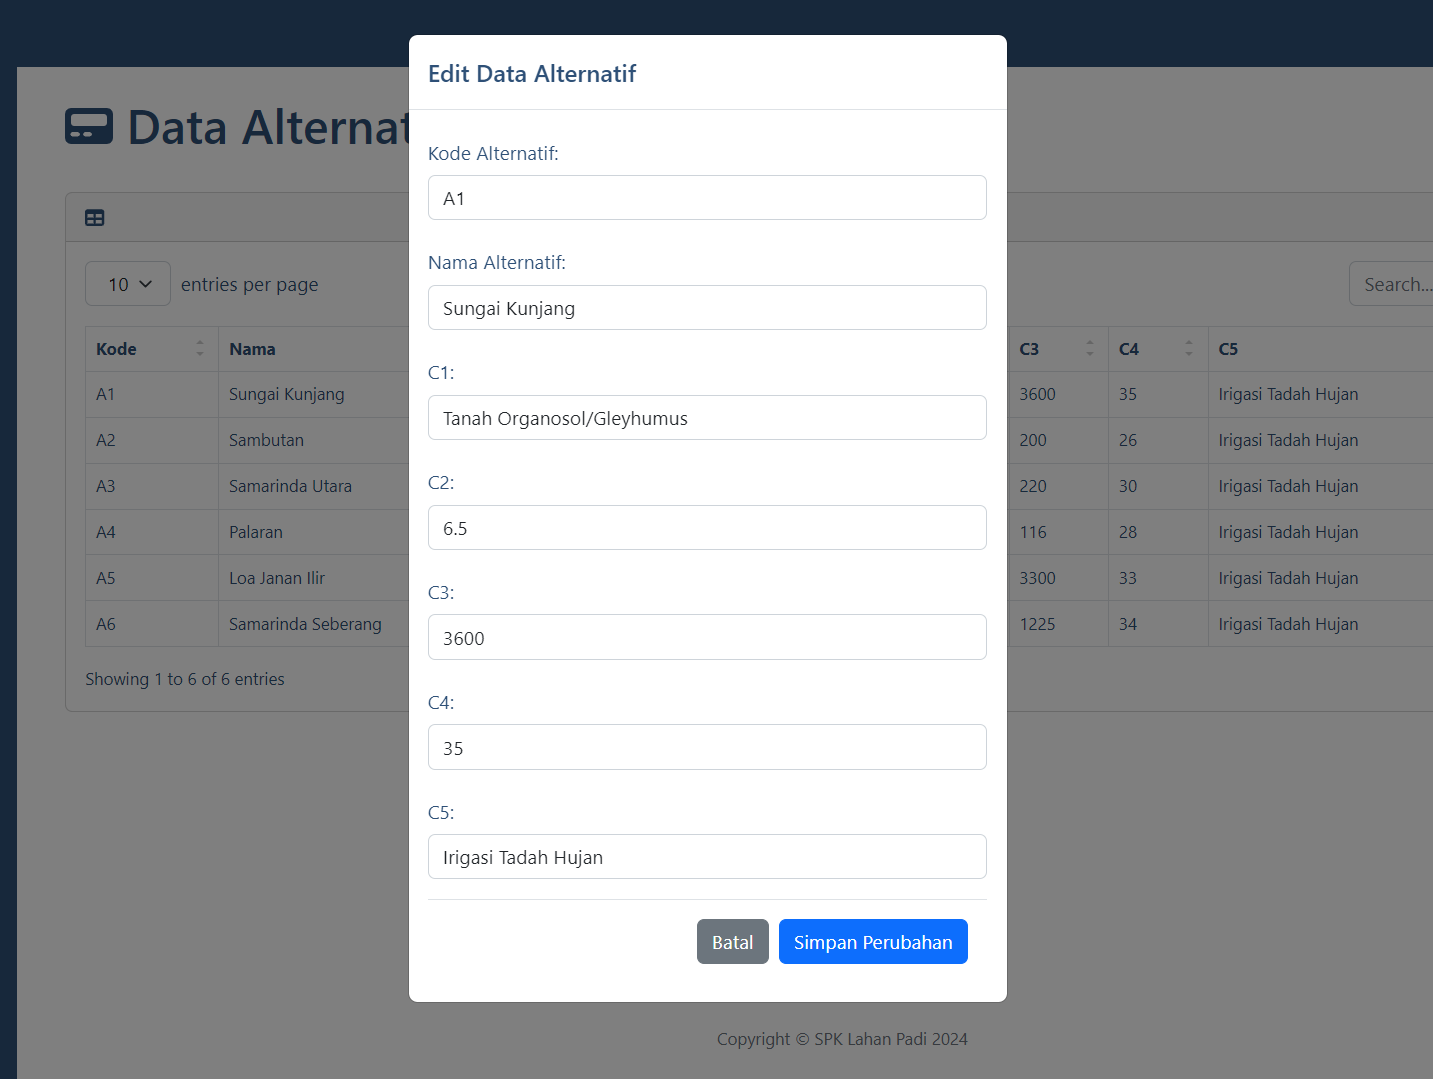 Edit Data Alternatif
Data Alternat
Kode Alternatif:
A1
Nama Alternatif:
Sungai Kunjang
C1:
Tanah Organosol/Gleyhumus
C2:
6.5
C3:
3600
C4:
35
C5:
Irigasi Tadah Hujan
Batal Simpan Perubahan
10 entries per page Search...
Kode Nama C3 C4 C5
A1 Sungai Kunjang 3600 35 Irigasi Tadah Hujan
A2 Sambutan 200 26 Irigasi Tadah Hujan
A3 Samarinda Utara 220 30 Irigasi Tadah Hujan
A4 Palaran 116 28 Irigasi Tadah Hujan
A5 Loa Janan Ilir 3300 33 Irigasi Tadah Hujan
A6 Samarinda Seberang 1225 34 Irigasi Tadah Hujan
Showing 1 to 6 of 6 entries
Copyright © SPK Lahan Padi 2024